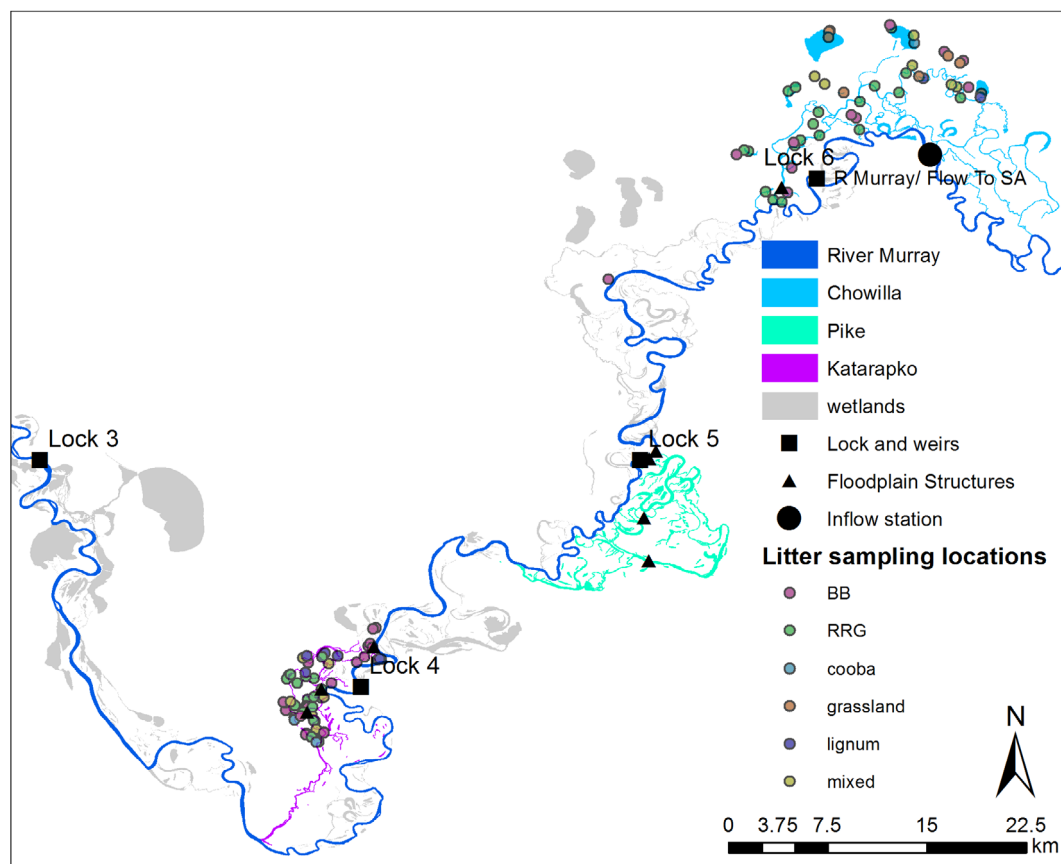 Lock 6
R Murray/ Flow To SA
River Murray
Chowilla
Pike
Katarapko
wetlands
Lock and weirs
Floodplain Structures
Inflow station
Litter sampling locations
BB
RRG
cooba
grassland
lignum
mixed
Lock 3
Lock 5
Lock 4
N
0 3.75 7.5 15 22.5
km